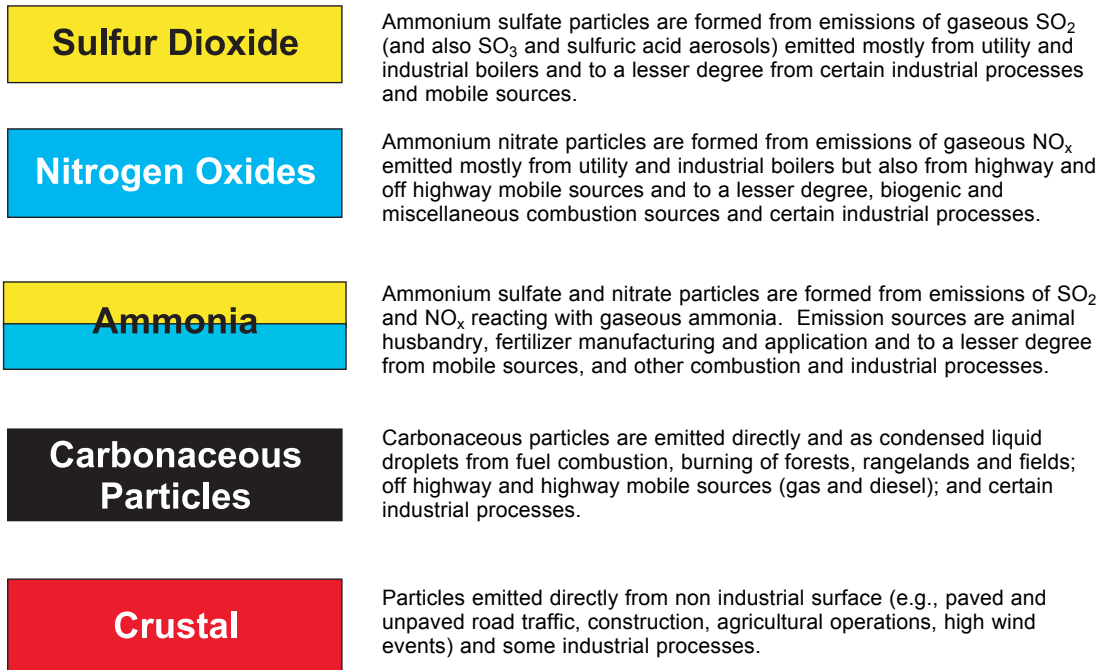 Sulfur Dioxide
Ammonium sulfate particles are formed from emissions of gaseous SO₂
(and also SO₃ and sulfuric acid aerosols) emitted mostly from utility and
industrial boilers and to a lesser degree from certain industrial processes
and mobile sources.
Nitrogen Oxides
Ammonium nitrate particles are formed from emissions of gaseous NOₓ
emitted mostly from utility and industrial boilers but also from highway and
off highway mobile sources and to a lesser degree, biogenic and
miscellaneous combustion sources and certain industrial processes.
Ammonia
Ammonium sulfate and nitrate particles are formed from emissions of SO₂
and NOₓ reacting with gaseous ammonia.  Emission sources are animal
husbandry, fertilizer manufacturing and application and to a lesser degree
from mobile sources, and other combustion and industrial processes.
Carbonaceous
Particles
Carbonaceous particles are emitted directly and as condensed liquid
droplets from fuel combustion, burning of forests, rangelands and fields;
off highway and highway mobile sources (gas and diesel); and certain
industrial processes.
Crustal
Particles emitted directly from non industrial surface (e.g., paved and
unpaved road traffic, construction, agricultural operations, high wind
events) and some industrial processes.